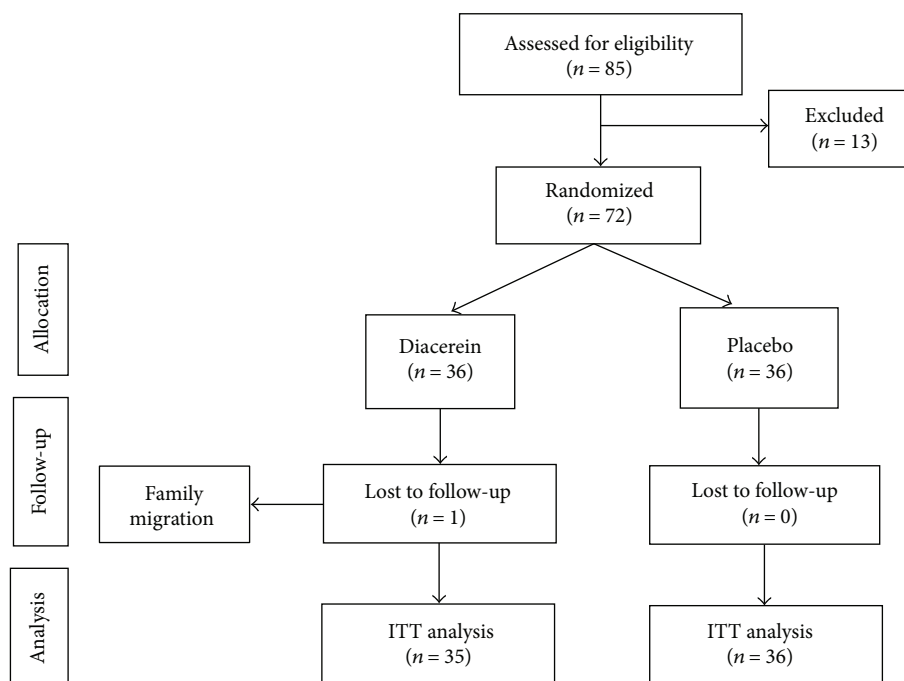 Assessed for eligibility
(n = 85)
Excluded
(n = 13)
Randomized
(n = 72)
Allocation
Diacerein
(n = 36)
Placebo
(n = 36)
Follow-up
Family
migration
Lost to follow-up
(n = 1)
Lost to follow-up
(n = 0)
Analysis
ITT analysis
(n = 35)
ITT analysis
(n = 36)